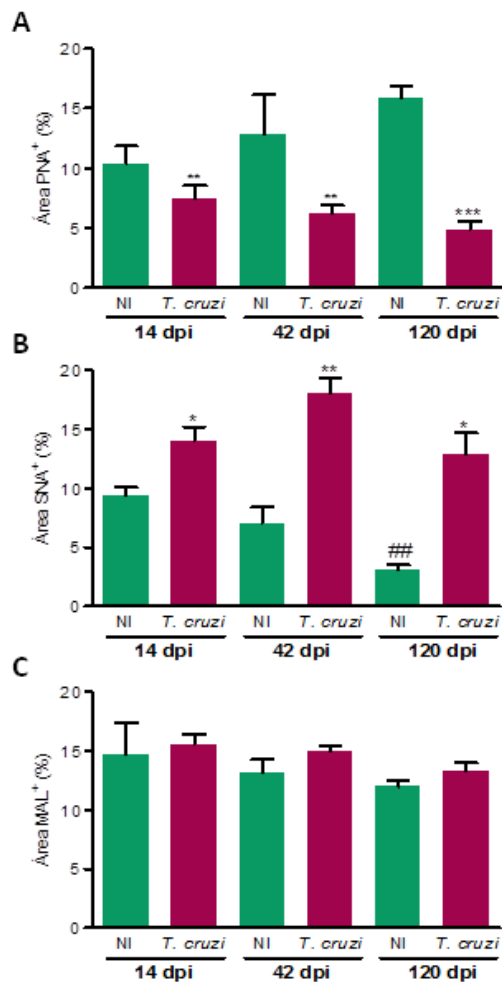 A
Área PNA⁺ (%)
20
15
10
5
0
**
**
***
NI T. cruzi NI T. cruzi NI T. cruzi
14 dpi 42 dpi 120 dpi
B
Área SNA⁺ (%)
20
15
10
5
0
*
**
##
*
NI T. cruzi NI T. cruzi NI T. cruzi
14 dpi 42 dpi 120 dpi
C
Área MAL⁺ (%)
20
15
10
5
0
NI T. cruzi NI T. cruzi NI T. cruzi
14 dpi 42 dpi 120 dpi